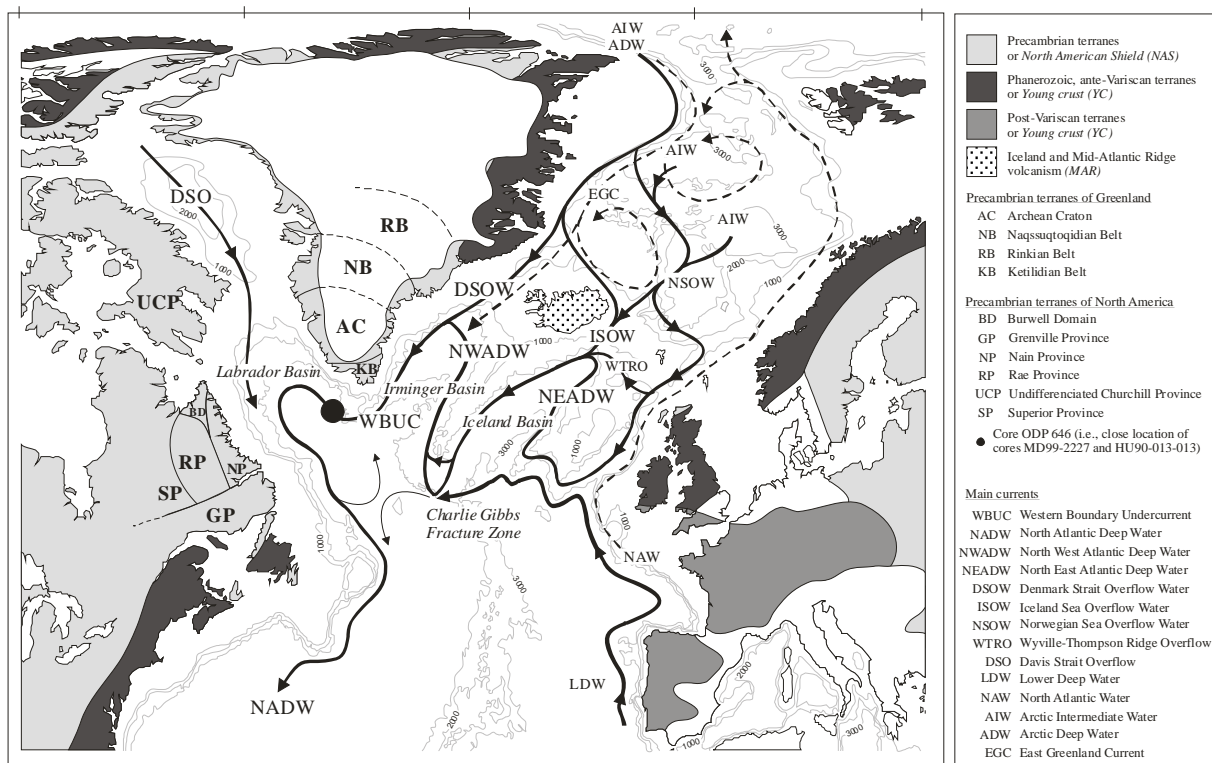 AIW
ADW
3000
3000
AIW
DSO
2000
EGC
AIW
RB
3000
1000
2000
1000
NB
NSOW
UCP
DSOW
AC
ISOW
1000
NWADW
KB
WTRO
Labrador Basin
Irminger Basin
NEADW
BD
WBUC
Iceland Basin
3000
1000
RP
NP
SP
GP
Charlie Gibbs
Fracture Zone
1000
1000
NAW
3000
LDW
2000
NADW
2000
1000
3000
Precambrian terranes
or North American Shield (NAS)
Phanerozoic, ante-Variscan terranes
or Young crust (YC)
Post-Variscan terranes
or Young crust (YC)
Iceland and Mid-Atlantic Ridge
volcanism (MAR)
Precambrian terranes of Greenland
AC Archean Craton
NB Naqssuqtoqidian Belt
RB Rinkian Belt
KB Ketilidian Belt
Precambrian terranes of North America
BD Burwell Domain
GP Grenville Province
NP Nain Province
RP Rae Province
UCP Undifferenciated Churchill Province
SP Superior Province
Core ODP 646 (i.e., close location of
cores MD99-2227 and HU90-013-013)
Main currents
WBUC Western Boundary Undercurrent
NADW North Atlantic Deep Water
NWADW North West Atlantic Deep Water
NEADW North East Atlantic Deep Water
DSOW Denmark Strait Overflow Water
ISOW Iceland Sea Overflow Water
NSOW Norwegian Sea Overflow Water
WTRO Wyville-Thompson Ridge Overflow
DSO Davis Strait Overflow
LDW Lower Deep Water
NAW North Atlantic Water
AIW Arctic Intermediate Water
ADW Arctic Deep Water
EGC East Greenland Current